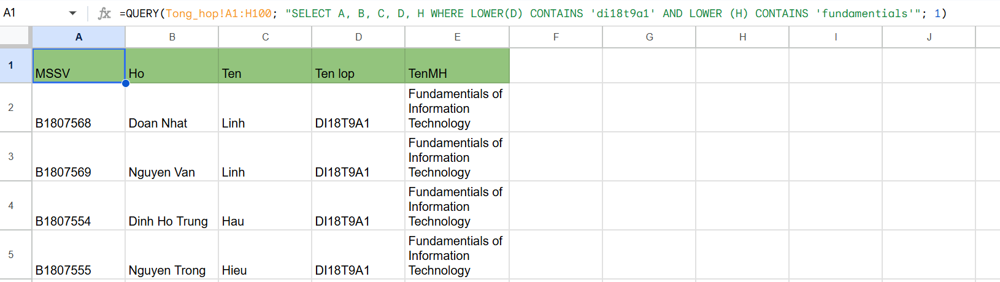 A1 fx =QUERY(Tong_hop!A1:H100; "SELECT A, B, C, D, H WHERE LOWER(D) CONTAINS 'di18t9a1' AND LOWER (H) CONTAINS 'fundamentials'"; 1)
A B C D E F G H I J
1 MSSV Ho Ten Ten lop TenMH
Fundamentials of
2 Information
B1807568 Doan Nhat Linh DI18T9A1 Technology
Fundamentials of
3 Information
B1807569 Nguyen Van Linh DI18T9A1 Technology
Fundamentials of
4 Information
B1807554 Dinh Ho Trung Hau DI18T9A1 Technology
Fundamentials of
5 Information
B1807555 Nguyen Trong Hieu DI18T9A1 Technology